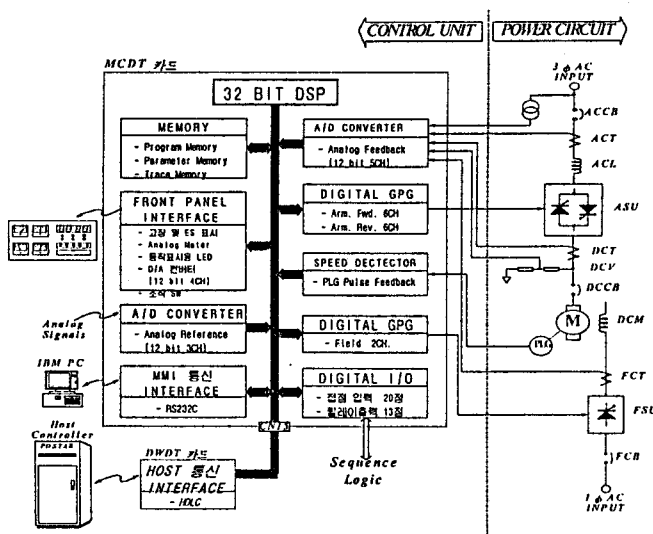 CONTROL UNIT
POWER CIRCUIT
MCDT 카드
32 BIT DSP
MEMORY
- Program Memory
- Parameter Memory
- Trace Memory
FRONT PANEL
INTERFACE
- 고장 및 ES 표시
- Analog Meter
- 동작표시용 LED
- D/A 컨버터
[12 bit 4CH]
- 조작 SW
A/D CONVERTER
- Analog Reference
[12 bit 3CH]
MMI 통신
INTERFACE
- RS232C
A/D CONVERTER
- Analog Feedback
[12 bit 5CH]
DIGITAL GPG
- Arm. Fwd. 6CH
- Arm. Rev. 6CH
SPEED DECTECTOR
- PLG Pulse Feedback
DIGITAL GPG
- Field 2CH.
DIGITAL I/O
- 접점 입력 20점
- 릴레이출력 13점
Analog
Signals
IBM PC
Host
Controller
POSTAR
DWDT 카드
HOST 통신
INTERFACE
- HDLC
Sequence
Logic
3 φ AC
INPUT
ACCB
ACT
ACL
ASU
DCT
DCV
DCCB
M
PLG
DCM
FCT
FSU
FCB
1 φ AC
INPUT